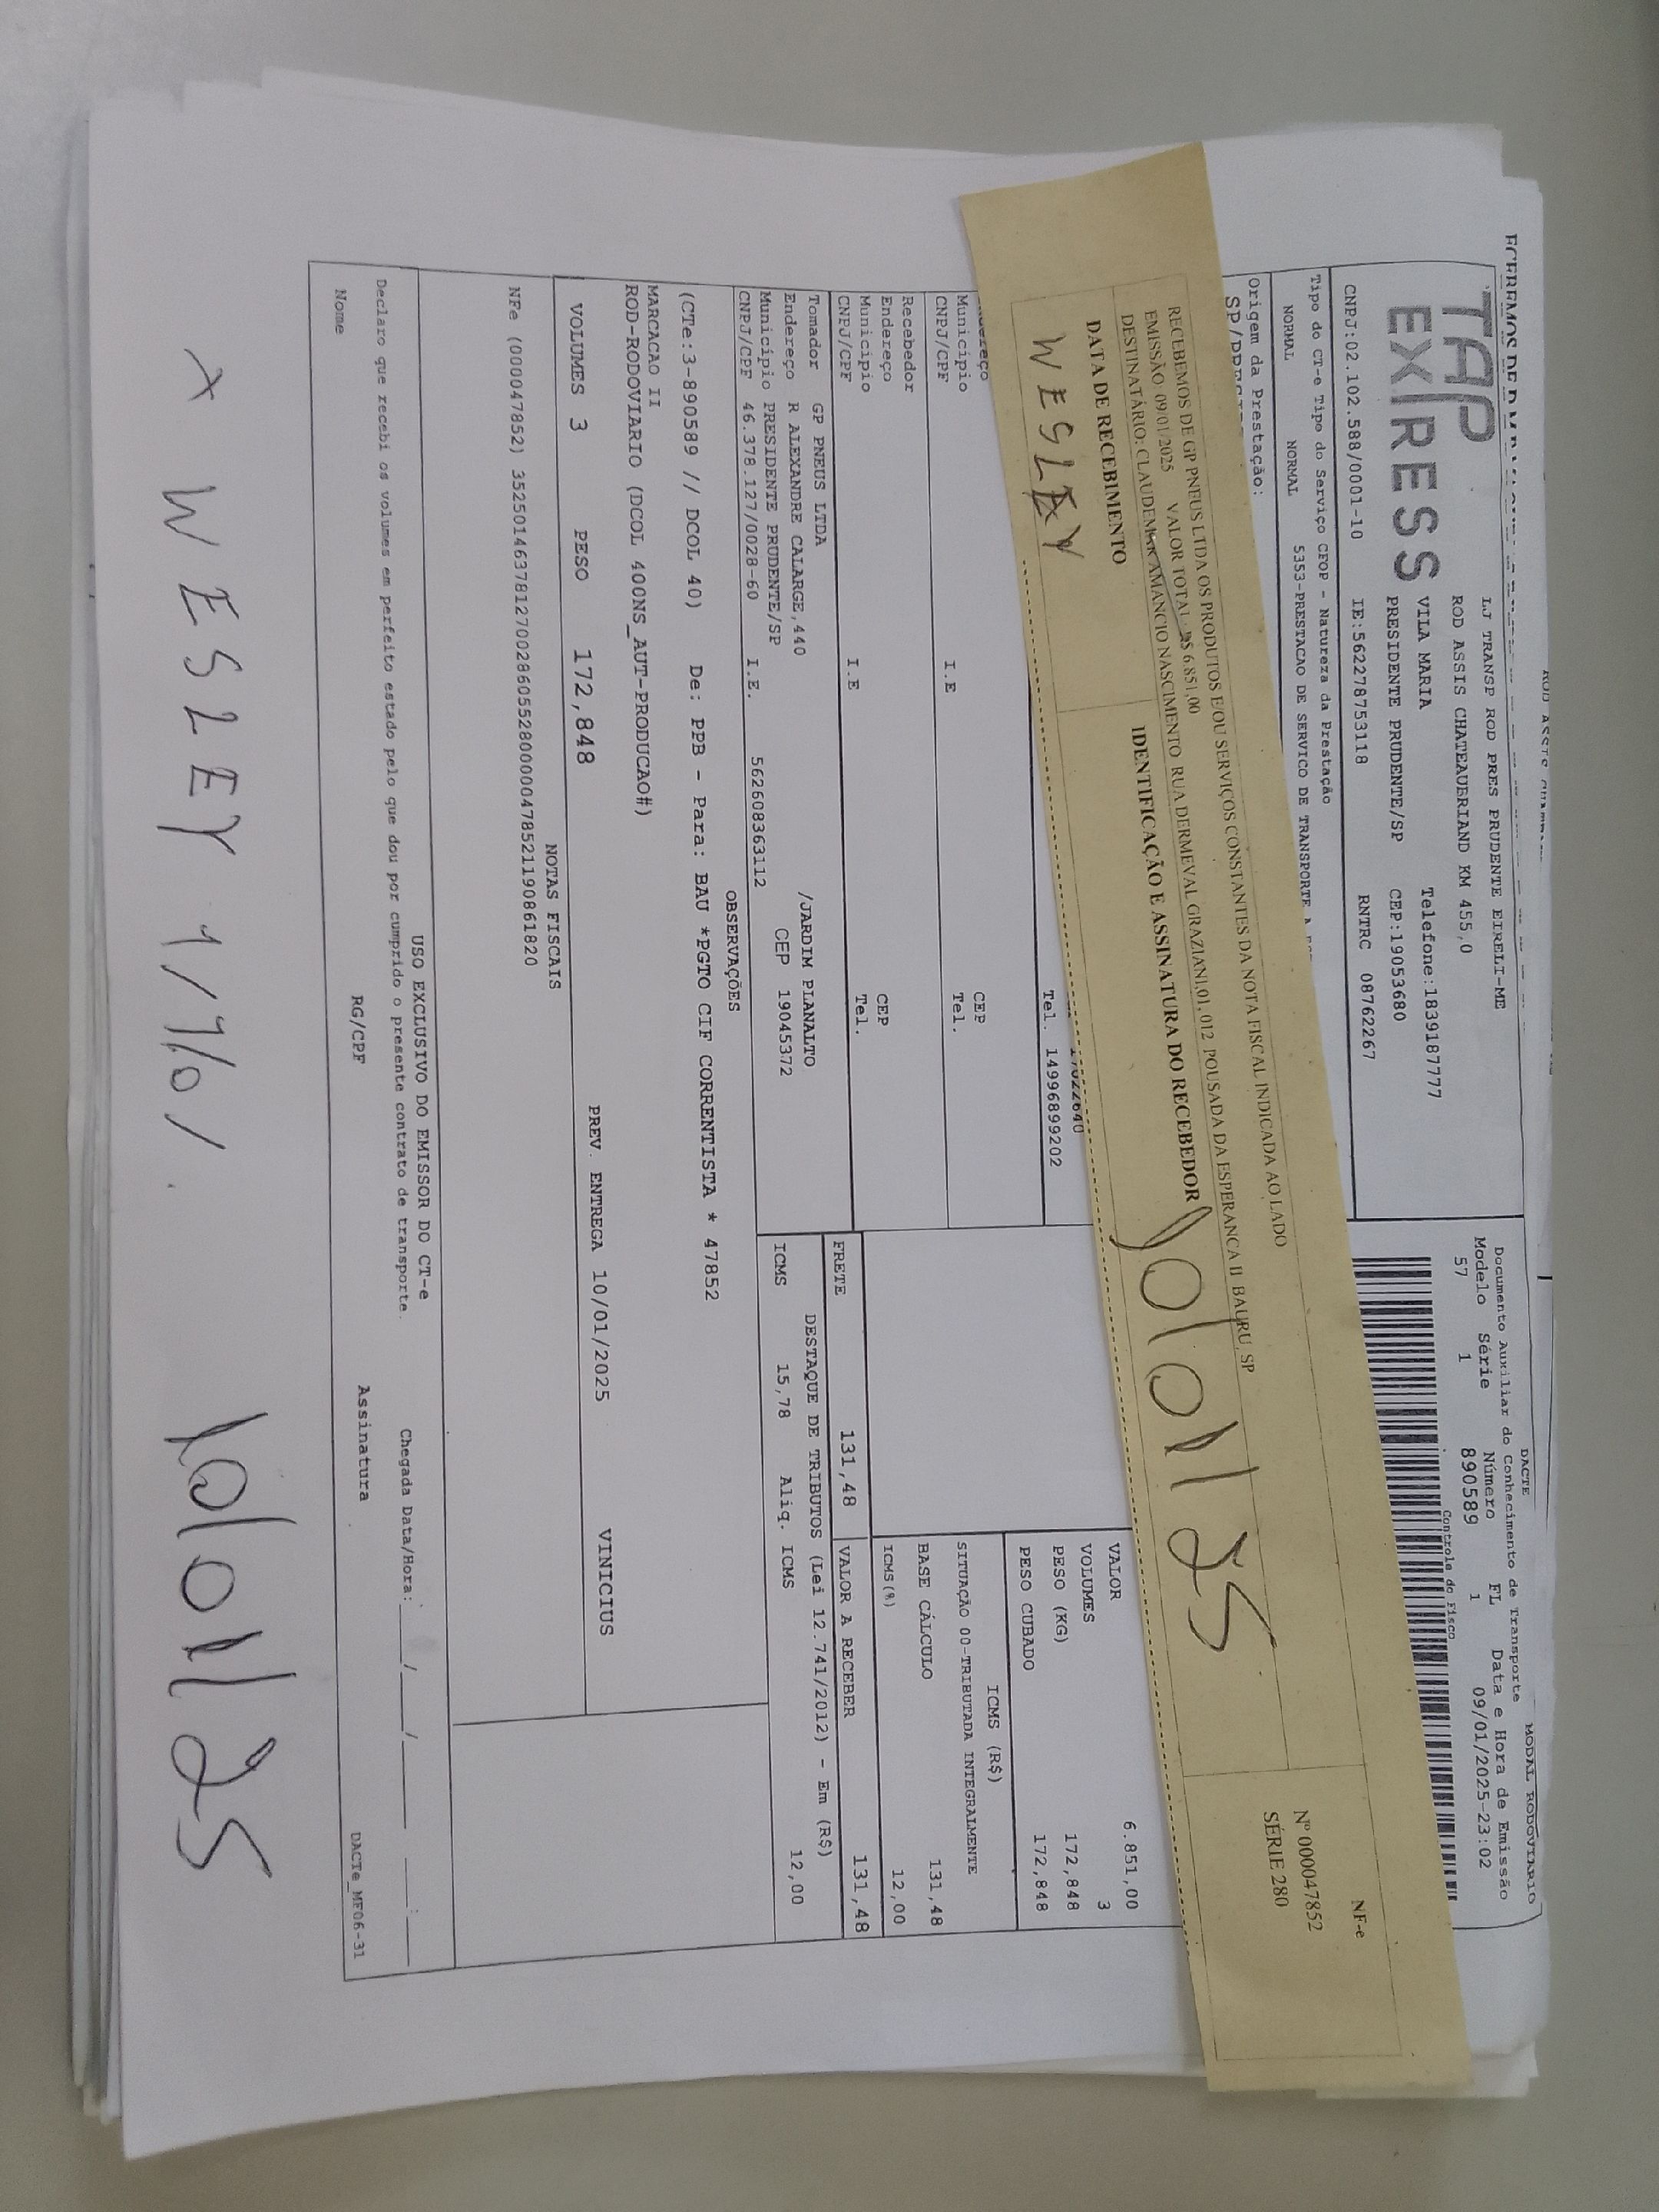 MODAL RODOVIARIO
DACTE
Documento Auxiliar do Conhecimento de Transporte
TAP
EXPRESS
LJ TRANSP ROD PRES PRUDENTE EIRELI-ME
ROD ASSIS CHATEAUBRIAND KM 455,0
VILA MARIA Telefone:1839187777
PRESIDENTE PRUDENTE/SP CEP:19053680
CNPJ:02.102.588/0001-10 IE:562278753118 RNTRC 08762267
Modelo Série Número FL Data e Hora de Emissão
57 1 890589 1 09/01/2025-23:02
Controle do Fisco
Tipo do CT-e Tipo do Serviço CFOP - Natureza da Prestação
NORMAL NORMAL 5353-PRESTACAO DE SERVICO DE TRANSPORTE A
Origem da Prestação:
RECEBEMOS DE GP PNEUS LTDA OS PRODUTOS E/OU SERVIÇOS CONSTANTES DA NOTA FISCAL INDICADA AO LADO
EMISSÃO: 09/01/2025 VALOR TOTAL: R$ 6.851,00
DESTINATÁRIO: CLAUDEMAR AMANCIO NASCIMENTO RUA DERMEVAL GRAZIANI,01, 012 POUSADA DA ESPERANCA II BAURU SP
DATA DE RECEBIMENTO
IDENTIFICAÇÃO E ASSINATURA DO RECEBEDOR
WESLEY
10/01/25
NF-e
Nº 000047852
SÉRIE 280
Tel. 14996899202
Município CEP
CNPJ/CPF I.E Tel.
Recebedor
Endereço
Município CEP
CNPJ/CPF I.E Tel.
Tomador GP PNEUS LTDA
Endereço R ALEXANDRE CALARGE,440 /JARDIM PLANALTO
Município PRESIDENTE PRUDENTE/SP CEP 19045372
CNPJ/CPF 46.378.127/0028-60 I.E. 562608363112
VALOR 6.851,00
VOLUMES 3
PESO (KG) 172,848
PESO CUBADO 172,848
ICMS (R$)
SITUAÇÃO 00-TRIBUTADA INTEGRALMENTE
BASE CÁLCULO 131,48
ICMS(%) 12,00
FRETE 131,48
VALOR A RECEBER 131,48
DESTAQUE DE TRIBUTOS (Lei 12.741/2012) - Em (R$)
ICMS 15,78 Aliq. ICMS 12,00
OBSERVAÇÕES
(CTe:3-890589 // DCOL 40) De: PPB - Para: BAU *PGTO CIF CORRENTISTA * 47852
MARCACAO II
ROD-RODOVIARIO (DCOL 400NS_AUT-PRODUCAO#)
VOLUMES 3 PESO 172,848 PREV. ENTREGA 10/01/2025 VINICIUS
NOTAS FISCAIS
NFe (000047852) 35250146378127002860552800000478521190861820
USO EXCLUSIVO DO EMISSOR DO CT-e
Declaro que recebi os volumes em perfeito estado pelo que dou por cumprido o presente contrato de transporte. Chegada Data/Hora: ___/___/_____ ___:___
Nome RG/CPF Assinatura
DACTe_MF06-31
X WESLEY 10/01/25